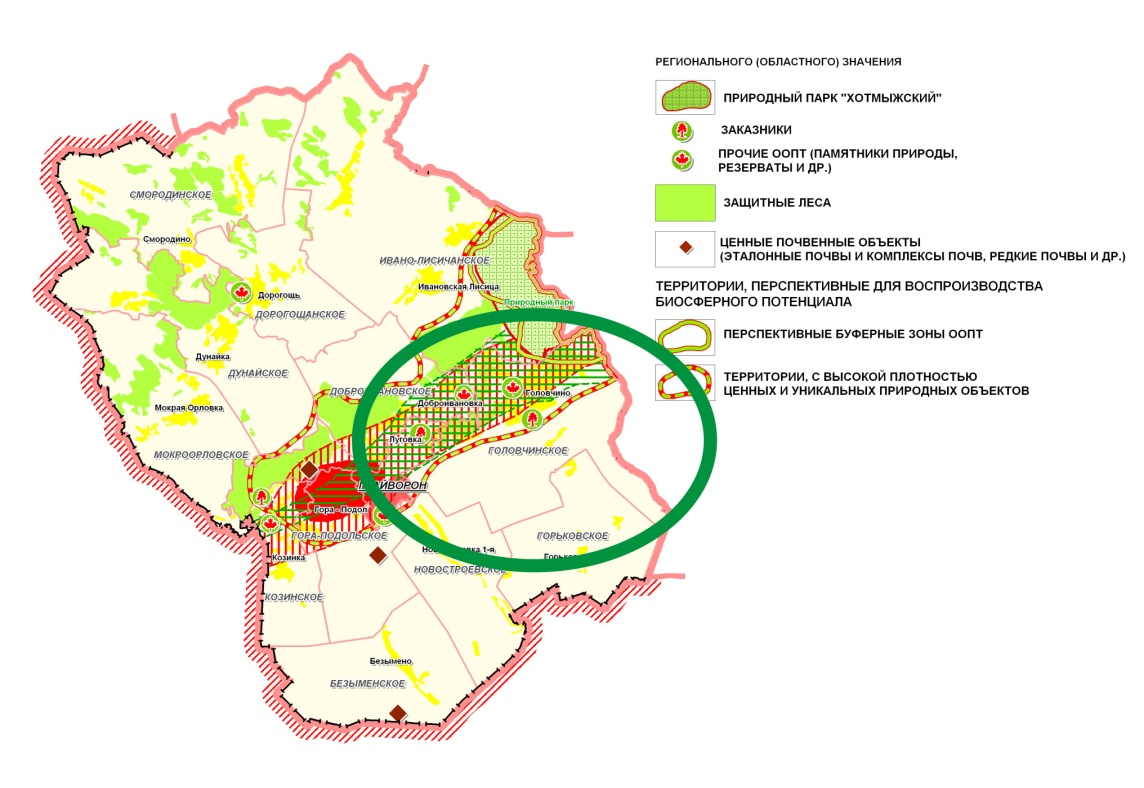 РЕГИОНАЛЬНОГО (ОБЛАСТНОГО) ЗНАЧЕНИЯ
ПРИРОДНЫЙ ПАРК "ХОТМЫЖСКИЙ"
ЗАКАЗНИКИ
ПРОЧИЕ ООПТ (ПАМЯТНИКИ ПРИРОДЫ,
РЕЗЕРВАТЫ И ДР.)
ЗАЩИТНЫЕ ЛЕСА
ЦЕННЫЕ ПОЧВЕННЫЕ ОБЪЕКТЫ
(ЭТАЛОННЫЕ ПОЧВЫ И КОМПЛЕКСЫ ПОЧВ, РЕДКИЕ ПОЧВЫ И ДР.)
ТЕРРИТОРИИ, ПЕРСПЕКТИВНЫЕ ДЛЯ ВОСПРОИЗВОДСТВА
БИОСФЕРНОГО ПОТЕНЦИАЛА
ПЕРСПЕКТИВНЫЕ БУФЕРНЫЕ ЗОНЫ ООПТ
ТЕРРИТОРИИ, С ВЫСОКОЙ ПЛОТНОСТЬЮ
ЦЕННЫХ И УНИКАЛЬНЫХ ПРИРОДНЫХ ОБЪЕКТОВ
СМОРОДИНСКОЕ
Смородино
ИВАНО-ЛИСИЧАНСКОЕ
Ивановская Лисица
Дорогощь
Природный парк
ДОРОГОЩАНСКОЕ
Дунайка
ДУНАЙСКОЕ
Доброивановка
Головчино
Мокрая Орловка
Луговка
ГОЛОВЧИНСКОЕ
МОКРООРЛОВСКОЕ
Гора - Подол
ГОРА-ПОДОЛЬСКОЕ
ГОРЬКОВСКОЕ
Козинка
НОВОСТРОЕВСКОЕ
КОЗИНСКОЕ
Безымено
БЕЗЫМЕНСКОЕ